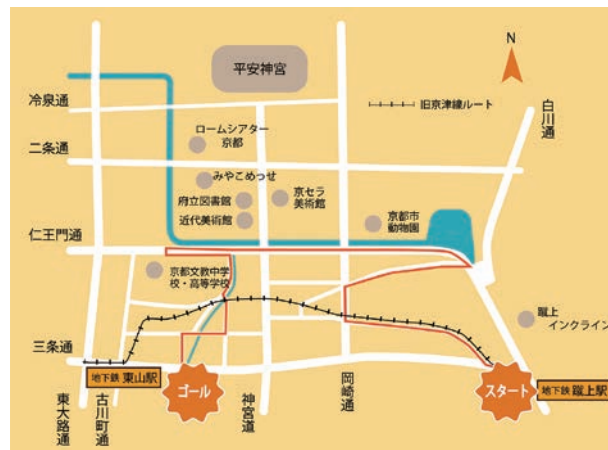 N
平安神宮
旧京津線ルート
白川通
冷泉通
ロームシアター
京都
二条通
みやこめっせ
府立図書館
京セラ
美術館
近代美術館
京都市
動物園
仁王門通
京都文教中学
校・高等学校
蹴上
インクライン
三条通
地下鉄 東山駅
ゴール
スタート
地下鉄 蹴上駅
東大路通
古川町通
神宮道
岡崎通